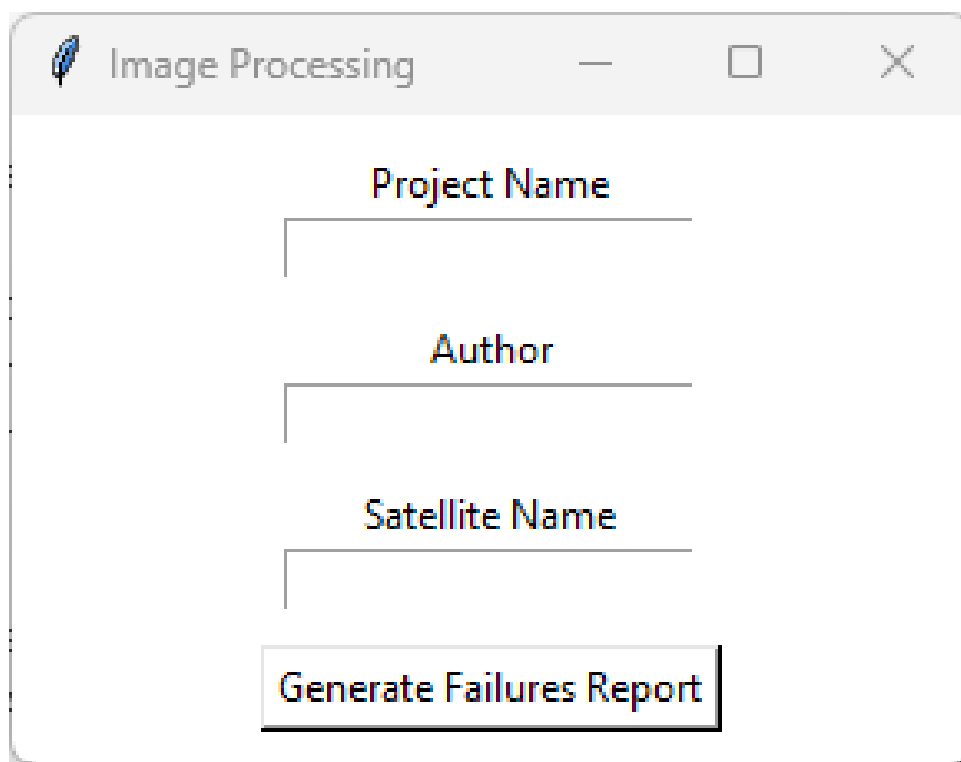 Image Processing
Project Name
Author
Satellite Name
Generate Failures Report